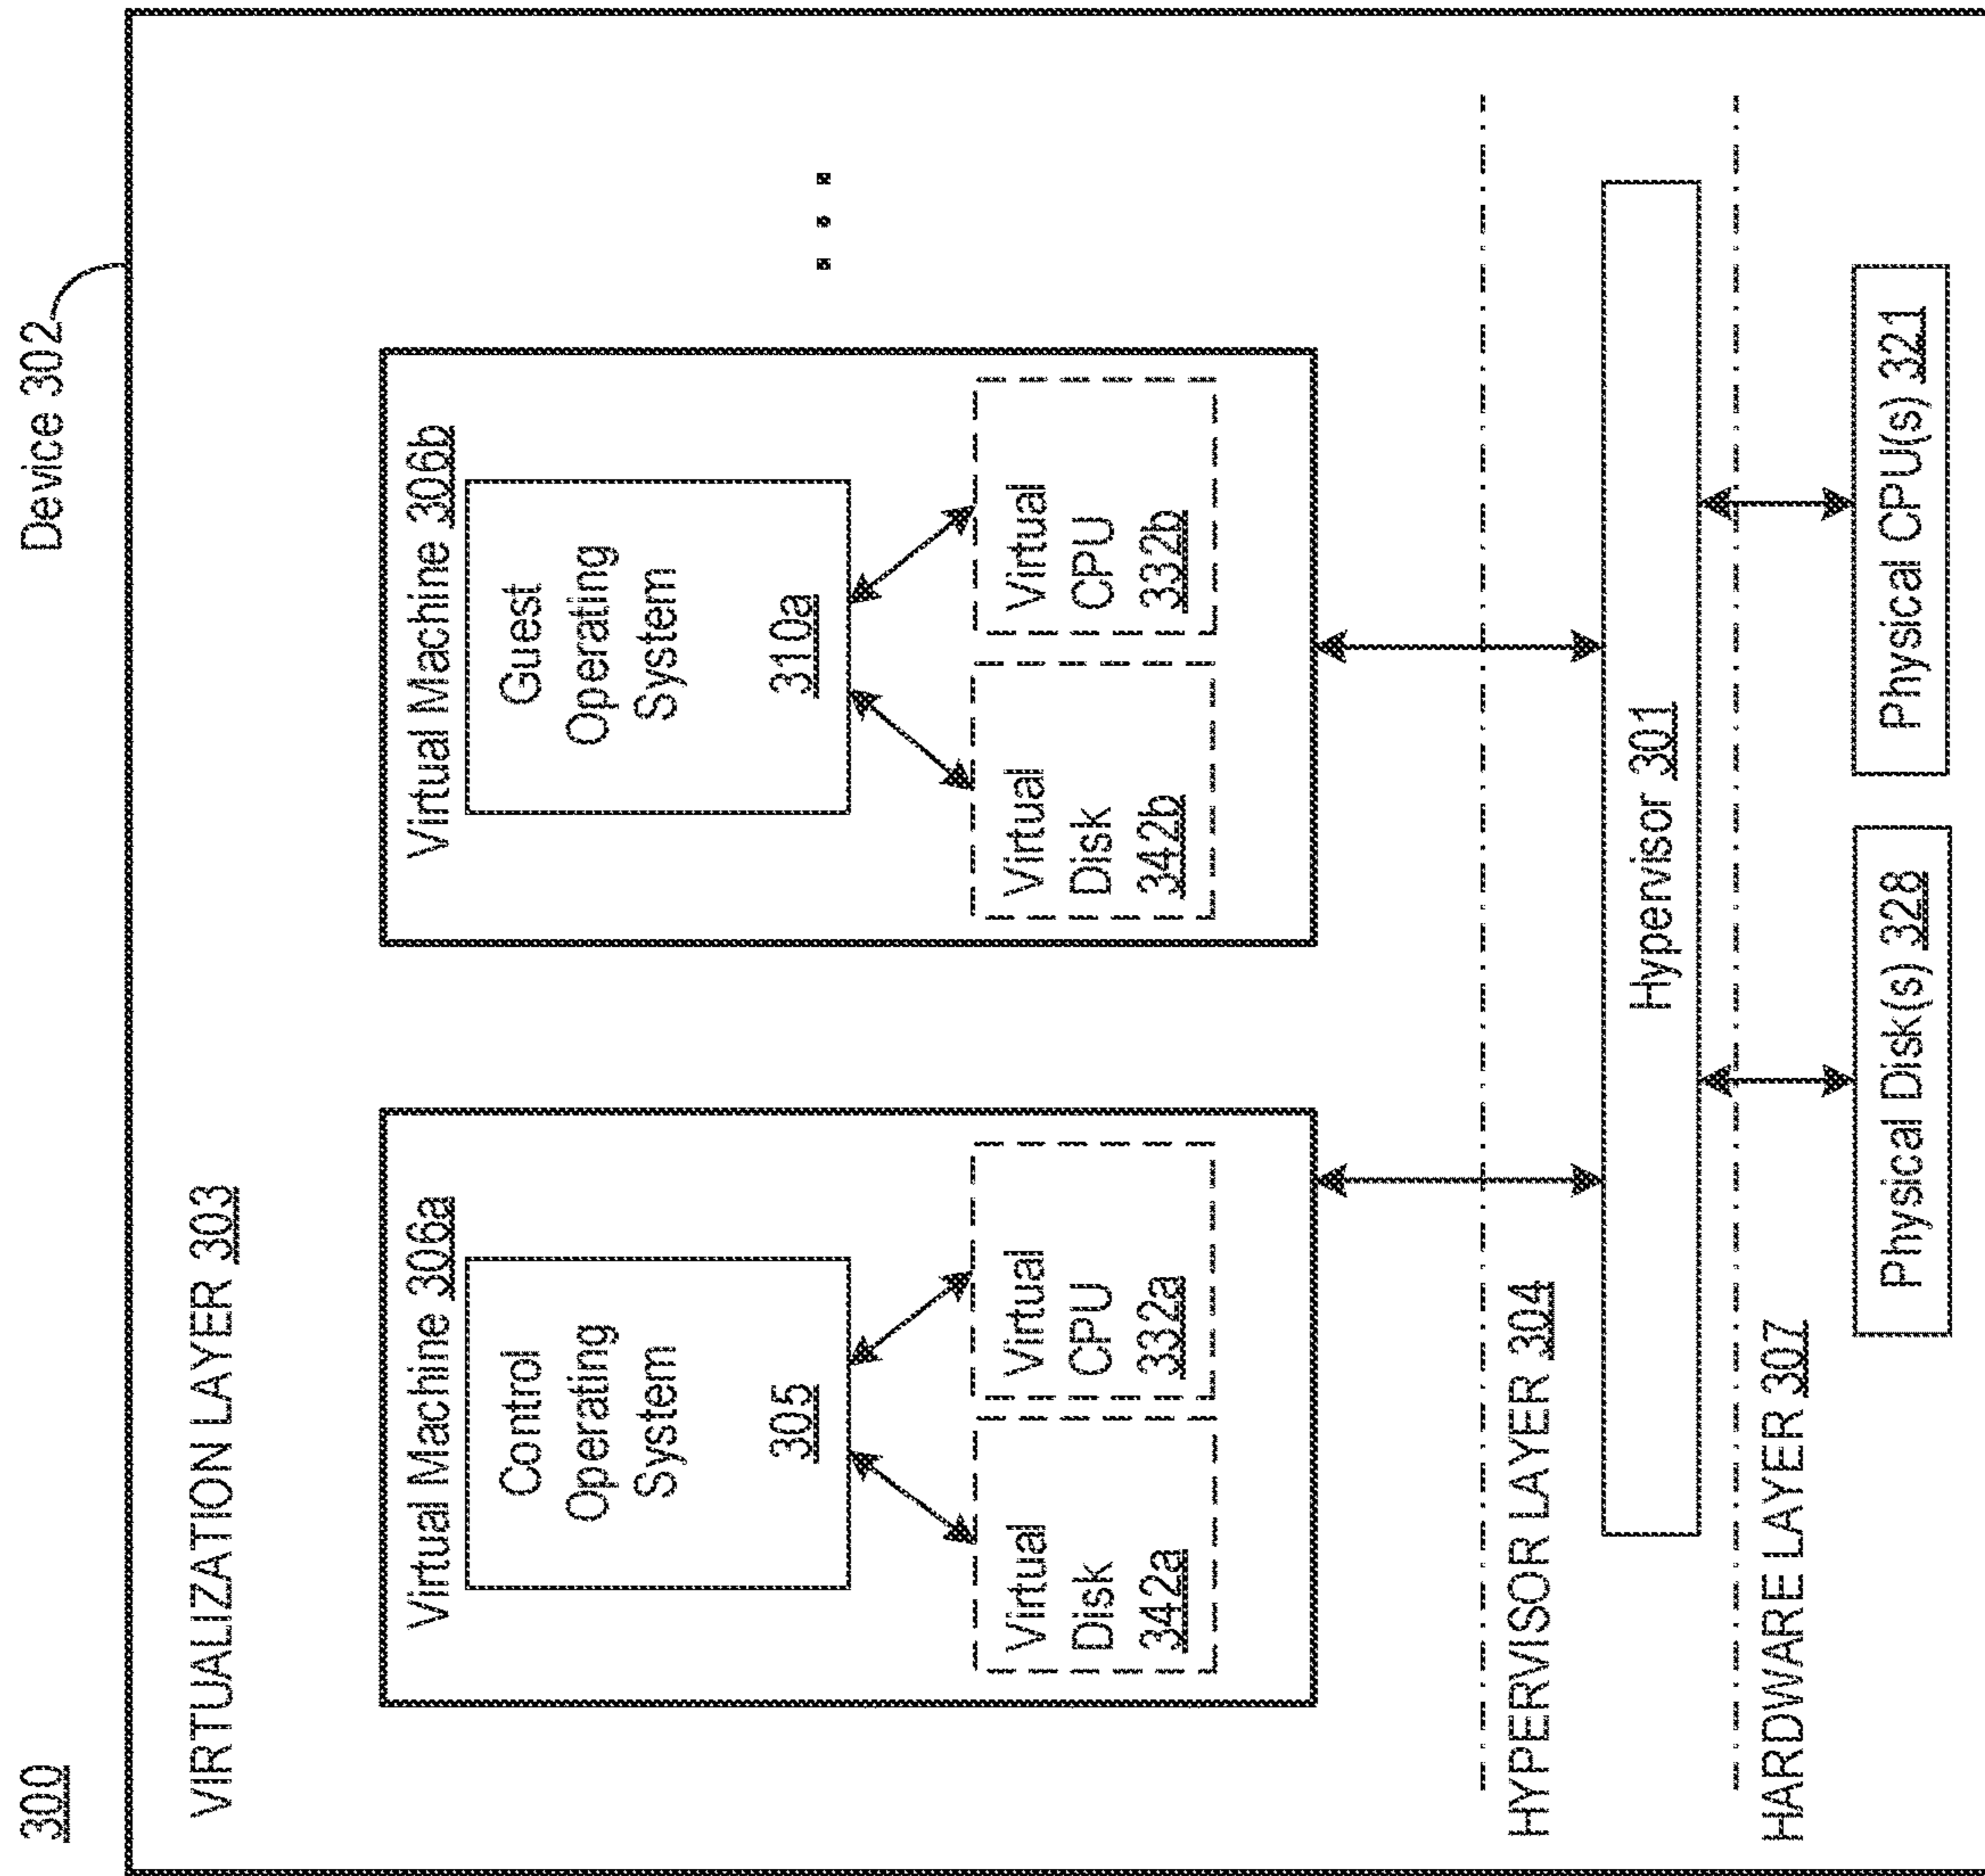 300
Device 302
VIRTUALIZATION LAYER 303
Virtual Machine 306a
Control
Operating
System
305
Virtual
Disk
342a
Virtual
CPU
332a
Virtual Machine 306b
Guest
Operating
System
310a
Virtual
Disk
342b
Virtual
CPU
332b
. . .
HYPERVISOR LAYER 304
Hypervisor 301
HARDWARE LAYER 307
Physical Disk(s) 328
Physical CPU(s) 321